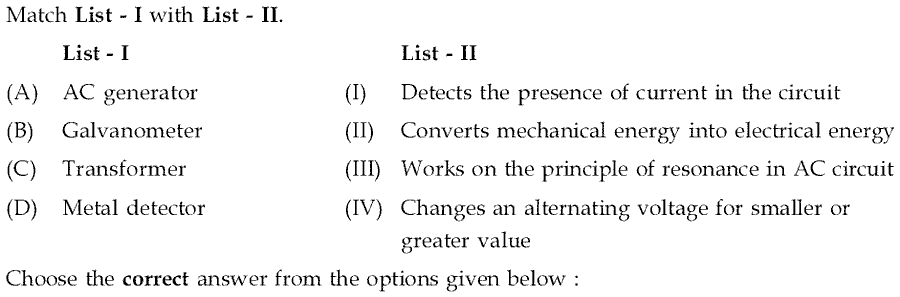 Match List - I with List - II.
List - I List - II
(A) AC generator (I) Detects the presence of current in the circuit
(B) Galvanometer (II) Converts mechanical energy into electrical energy
(C) Transformer (III) Works on the principle of resonance in AC circuit
(D) Metal detector (IV) Changes an alternating voltage for smaller or
greater value
Choose the correct answer from the options given below :